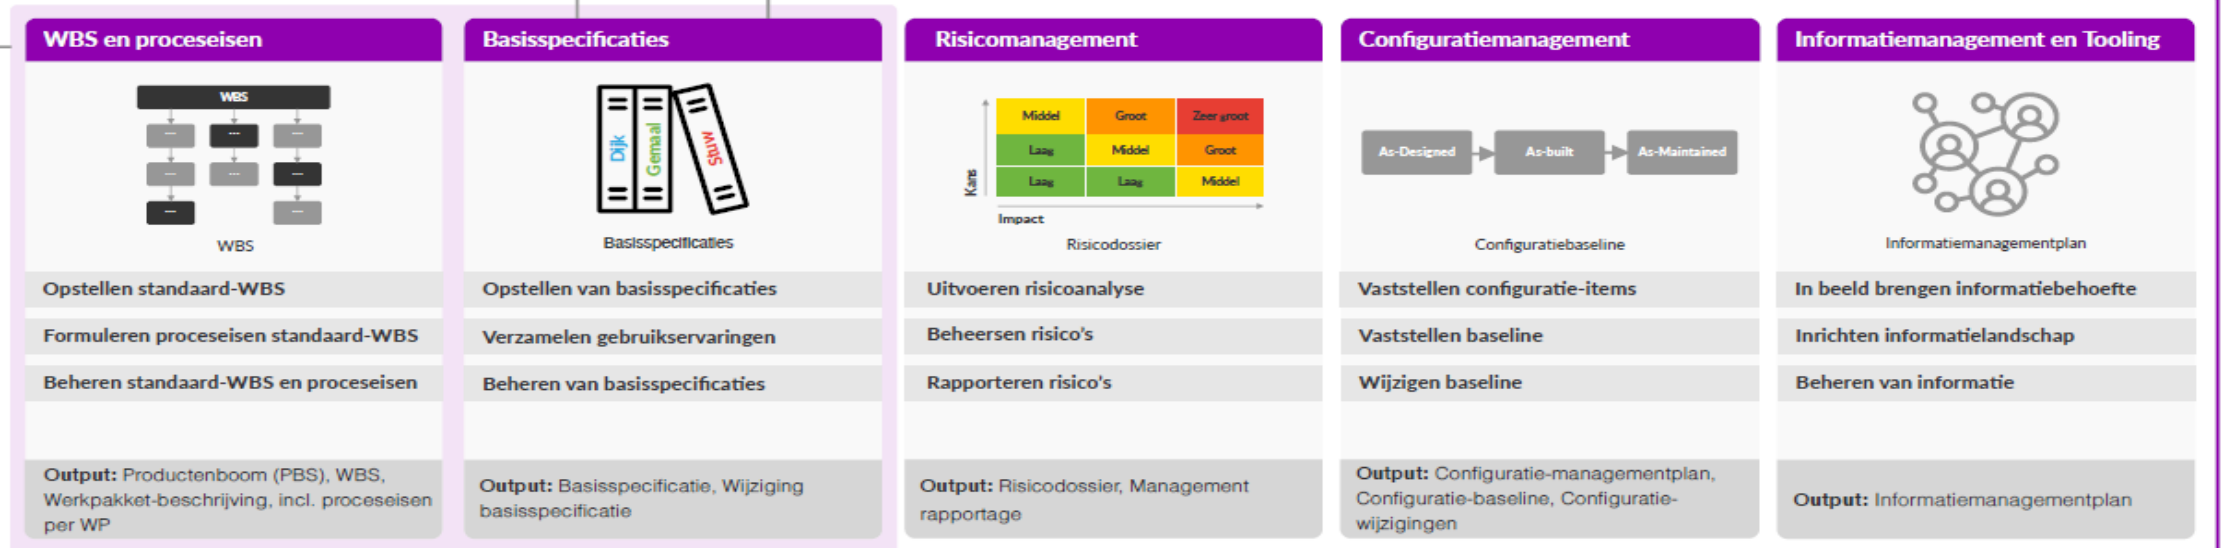 WBS en proceseisen
WBS
...
...
...
...
...
...
...
...
WBS
Opstellen standaard-WBS
Formuleren proceseisen standaard-WBS
Beheren standaard-WBS en proceseisen
Output: Productenboom (PBS), WBS,
Werkpakket-beschrijving, incl. proceseisen
per WP
Basisspecificaties
Dijk
Gemaal
Stuw
Basisspecificaties
Opstellen van basisspecificaties
Verzamelen gebruikservaringen
Beheren van basisspecificaties
Output: Basisspecificatie, Wijziging
basisspecificatie
Risicomanagement
Kans
Middel Groot Zeer groot
Laag Middel Groot
Laag Laag Middel
Impact
Risicodossier
Uitvoeren risicoanalyse
Beheersen risico's
Rapporteren risico's
Output: Risicodossier, Management
rapportage
Configuratiemanagement
As-Designed As-built As-Maintained
Configuratiebaseline
Vaststellen configuratie-items
Vaststellen baseline
Wijzigen baseline
Output: Configuratie-managementplan,
Configuratie-baseline, Configuratie-
wijzigingen
Informatiemanagement en Tooling
Informatiemanagementplan
In beeld brengen informatiebehoefte
Inrichten informatielandschap
Beheren van informatie
Output: Informatiemanagementplan